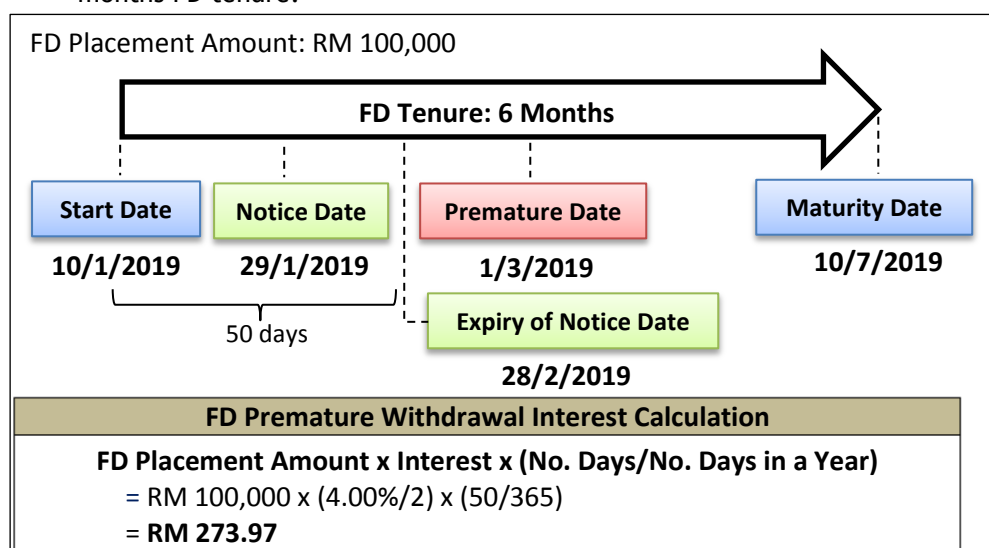 months FD tenure.
FD Placement Amount: RM 100,000
FD Tenure: 6 Months
Start Date
Notice Date
Premature Date
Maturity Date
10/1/2019
29/1/2019
1/3/2019
10/7/2019
50 days
Expiry of Notice Date
28/2/2019
FD Premature Withdrawal Interest Calculation
FD Placement Amount x Interest x (No. Days/No. Days in a Year)
= RM 100,000 x (4.00%/2) x (50/365)
= RM 273.97